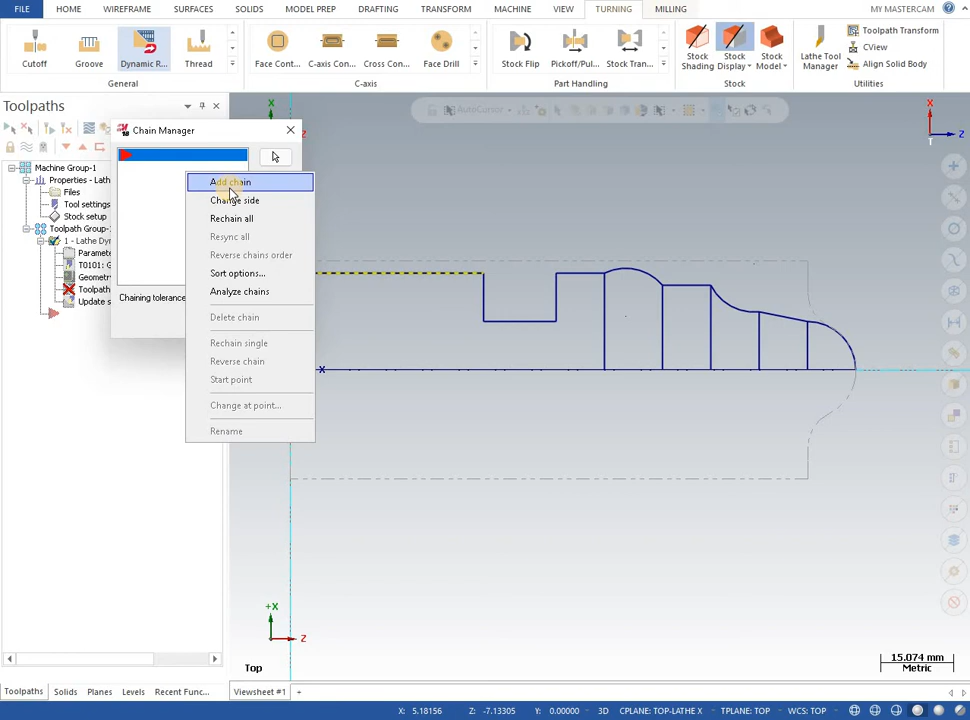 FILE HOME WIREFRAME SURFACES SOLIDS MODEL PREP DRAFTING TRANSFORM MACHINE VIEW TURNING MILLING MY MASTERCAM
Cutoff Groove Dynamic R... Thread
General
Face Cont... C-axis Con... Cross Con... Face Drill
C-axis
Stock Flip Pickoff/Pul... Stock Tran...
Part Handling
Stock Shading Stock Display Stock Model
Stock
Lathe Tool Manager
Toolpath Transform
CView
Align Solid Body
Utilities
Toolpaths
Machine Group-1
Properties - Lathe
Files
Tool settings
Stock setup
Toolpath Group-
1 - Lathe Dy
Parameter
T0101: G
Geometry
Toolpath
Update s
Chain Manager
Chaining tolerance
Add chain
Change side
Rechain all
Resync all
Reverse chains order
Sort options...
Analyze chains
Delete chain
Rechain single
Reverse chain
Start point
Change at point...
Rename
AutoCursor
X
Z
X
X
Z
T
+X
Z
Top
15.074 mm
Metric
Toolpaths Solids Planes Levels Recent Func...
Viewsheet #1 +
X: 5.18156 Z: -7.13305 Y: 0.00000 3D CPLANE: TOP-LATHE X TPLANE: TOP WCS: TOP